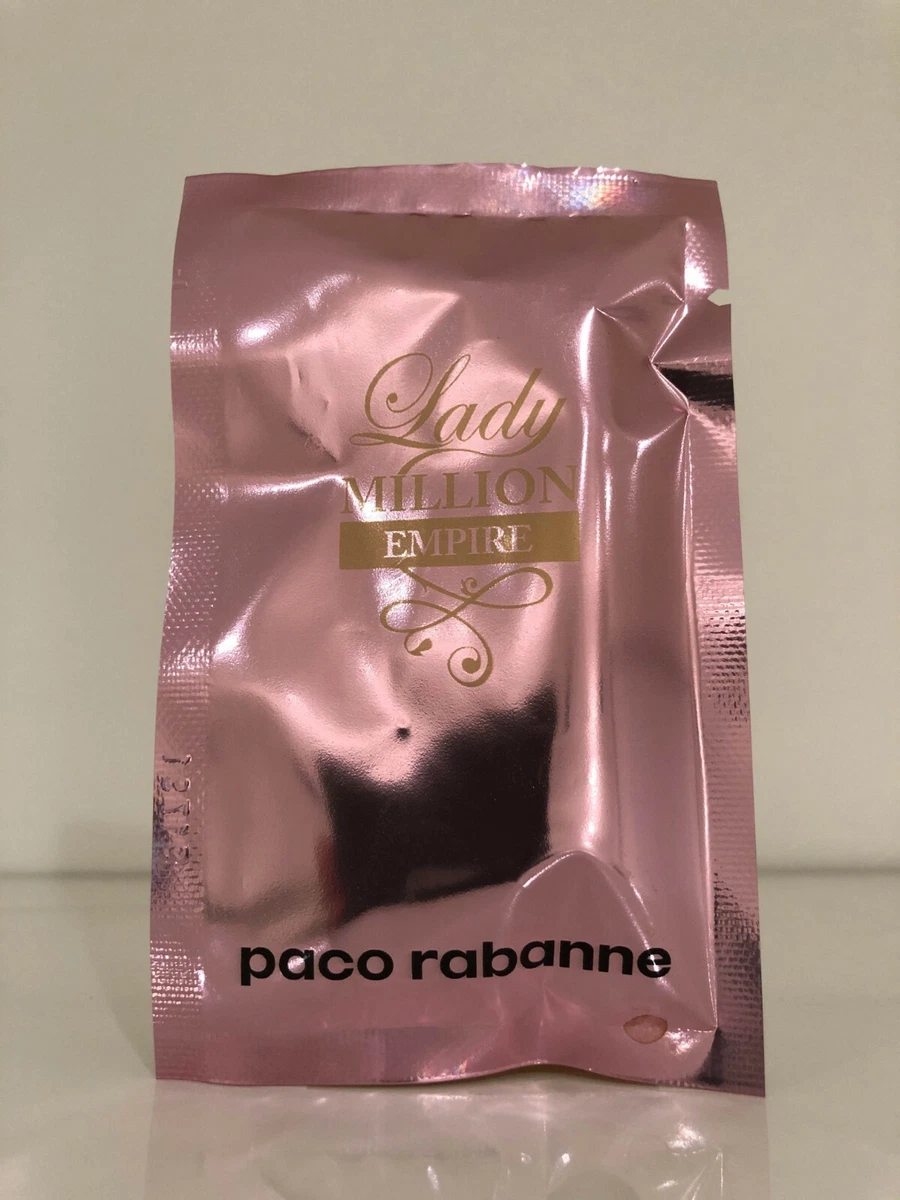 Lady
MILLION
EMPIRE
paco rabanne